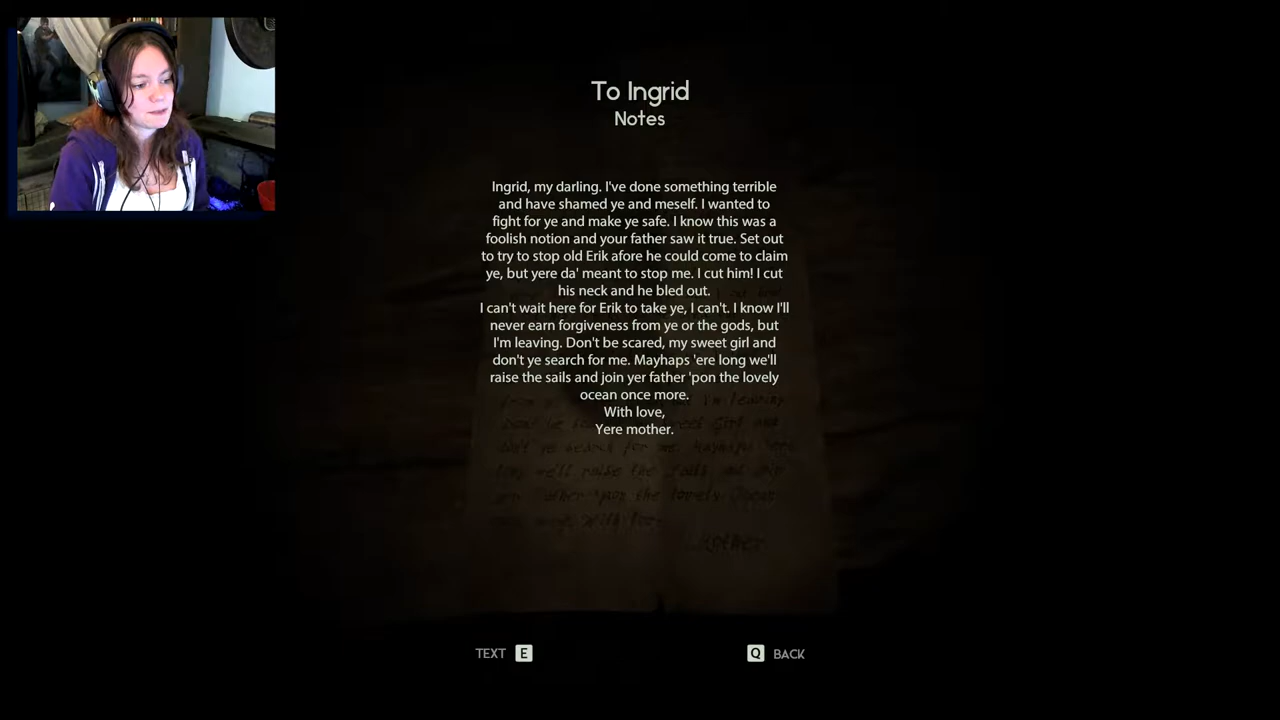 To Ingrid
Notes
Ingrid, my darling. I've done something terrible
and have shamed ye and meself. I wanted to
fight for ye and make ye safe. I know this was a
foolish notion and your father saw it true. Set out
to try to stop old Erik afore he could come to claim
ye, but yere da' meant to stop me. I cut him! I cut
his neck and he bled out.
I can't wait here for Erik to take ye, I can't. I know I'll
never earn forgiveness from ye or the gods, but
I'm leaving. Don't be scared, my sweet girl and
don't ye search for me. Mayhaps 'ere long we'll
raise the sails and join yer father 'pon the lovely
ocean once more.
With love,
Yere mother.
TEXT E
Q BACK